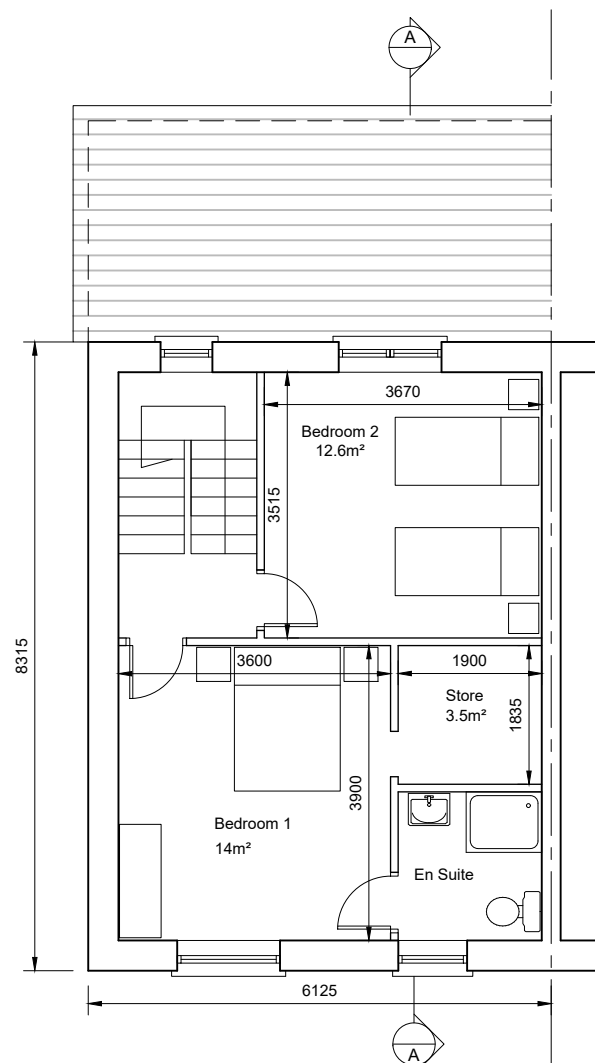 A
3670
Bedroom 2
12.6m²
3515
8315
3600
1900
Store
3.5m²
1835
3900
Bedroom 1
14m²
En Suite
6125
A